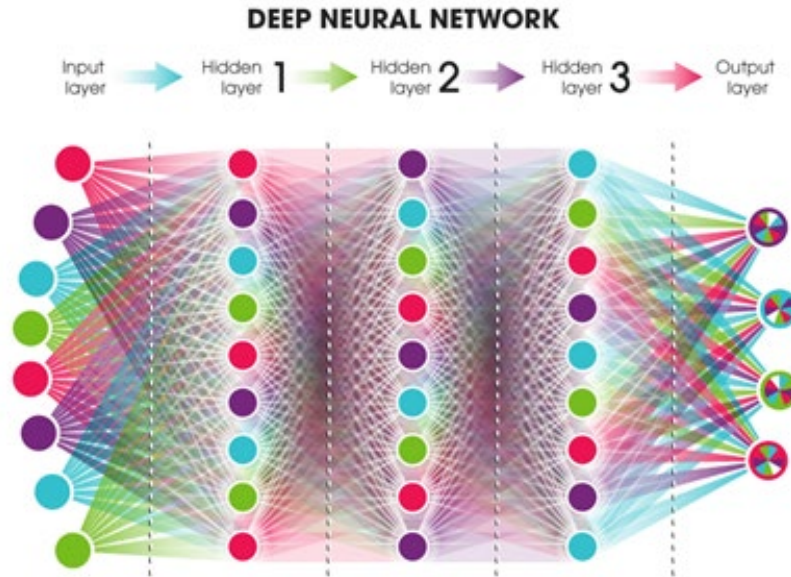 DEEP NEURAL NETWORK
Input layer
Hidden layer 1
Hidden layer 2
Hidden layer 3
Output layer